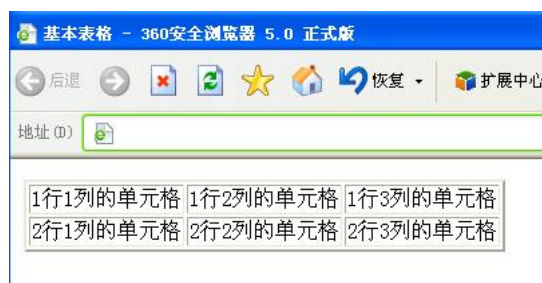 基本表格 - 360安全浏览器 5.0 正式版
后退 恢复 扩展中心
地址(D)
1行1列的单元格 1行2列的单元格 1行3列的单元格
2行1列的单元格 2行2列的单元格 2行3列的单元格